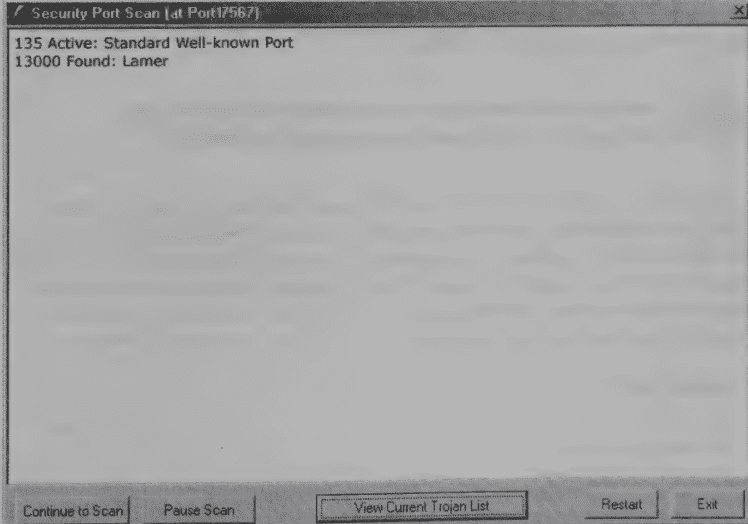 Security Port Scan (at Port17567)
135 Active: Standard Well-known Port
13000 Found: Lamer
Continue to Scan
Pause Scan
View Current Trojan List
Restart
Exit